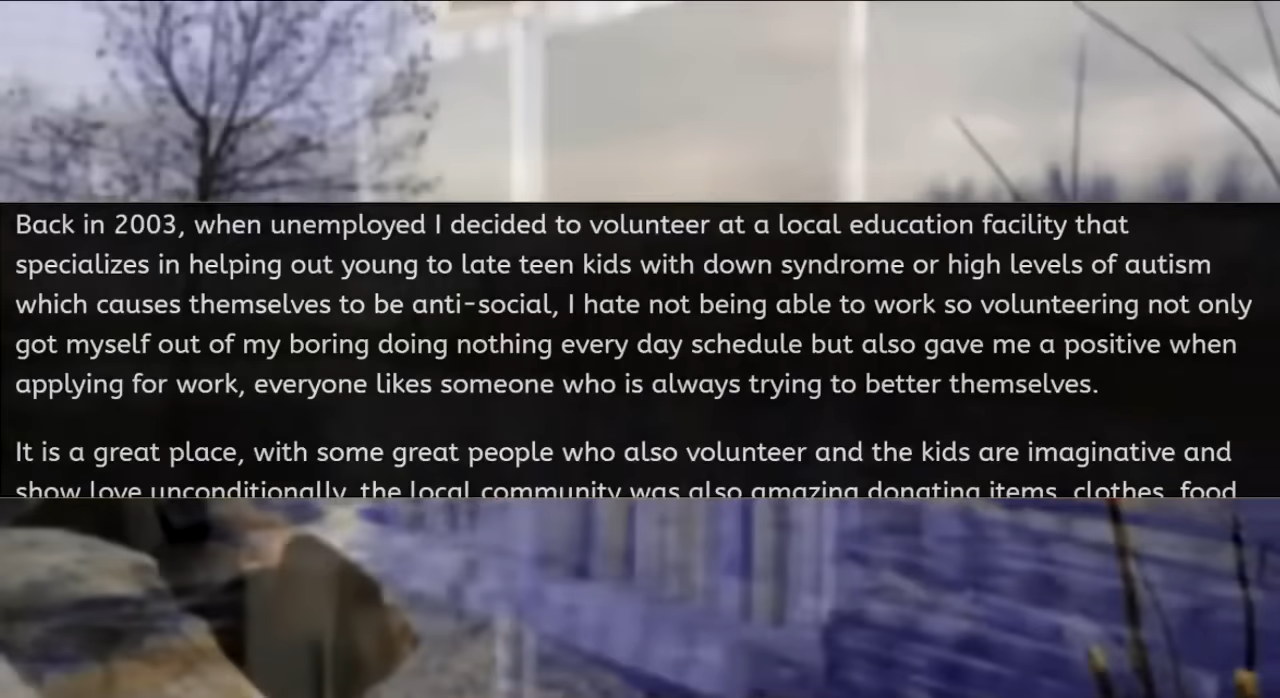 Back in 2003, when unemployed I decided to volunteer at a local education facility that
specializes in helping out young to late teen kids with down syndrome or high levels of autism
which causes themselves to be anti-social, I hate not being able to work so volunteering not only
got myself out of my boring doing nothing every day schedule but also gave me a positive when
applying for work, everyone likes someone who is always trying to better themselves.
It is a great place, with some great people who also volunteer and the kids are imaginative and
show love unconditionally, the local community was also amazing donating items, clothes, food